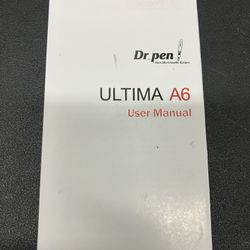 Dr. pen
ULTIMA A6
User Manual